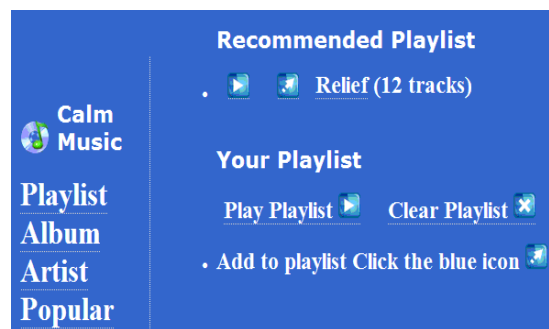 Recommended Playlist
Relief (12 tracks)
Calm
Music
Your Playlist
Playlist
Play Playlist Clear Playlist
Album
Artist
Add to playlist Click the blue icon
Popular